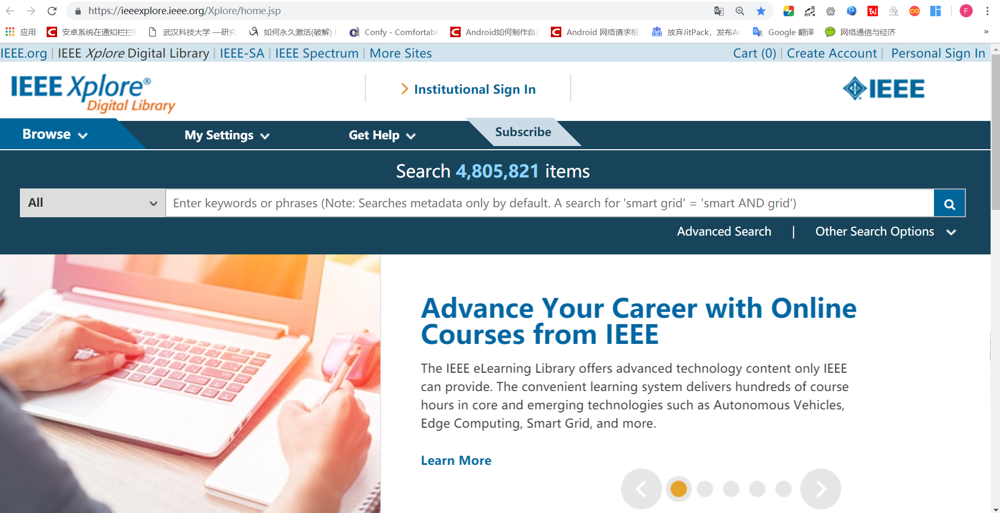 https://ieeexplore.ieee.org/Xplore/home.jsp
应用 安卓系统在通知栏拦 武汉科技大学 —研究 如何永久激活(破解) Confy - Comfortabl Android如何制作自己 Android 网络请求框 放弃JitPack，发布A Google 翻译 网络通信与经济 »
IEEE.org | IEEE Xplore Digital Library | IEEE-SA | IEEE Spectrum | More Sites Cart (0) | Create Account | Personal Sign In
IEEE Xplore® Digital Library
Institutional Sign In
IEEE
Browse My Settings Get Help Subscribe
Search 4,805,821 items
All Enter keywords or phrases (Note: Searches metadata only by default. A search for 'smart grid' = 'smart AND grid')
Advanced Search | Other Search Options
Advance Your Career with Online
Courses from IEEE
The IEEE eLearning Library offers advanced technology content only IEEE
can provide. The convenient learning system delivers hundreds of course
hours in core and emerging technologies such as Autonomous Vehicles,
Edge Computing, Smart Grid, and more.
Learn More